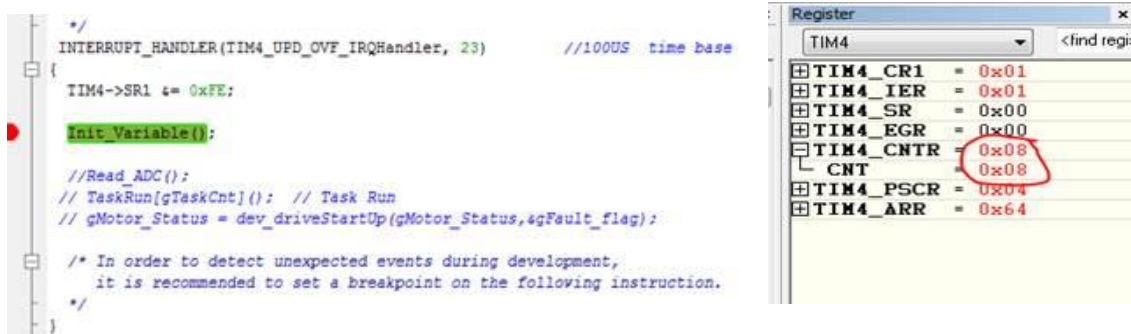 */
INTERRUPT_HANDLER(TIM4_UPD_OVF_IRQHandler, 23) //100US time base
{
TIM4->SR1 &= 0xFE;
Init_Variable();
//Read_ADC();
// TaskRun[gTaskCnt](); // Task Run
// gMotor_Status = dev_driveStartUp(gMotor_Status,&gFault_flag);
/* In order to detect unexpected events during development,
it is recommended to set a breakpoint on the following instruction.
*/
}
Register
TIM4 <find regi
TIM4_CR1 = 0x01
TIM4_IER = 0x01
TIM4_SR = 0x00
TIM4_EGR = 0x00
TIM4_CNTR = 0x08
CNT = 0x08
TIM4_PSCR = 0x04
TIM4_ARR = 0x64